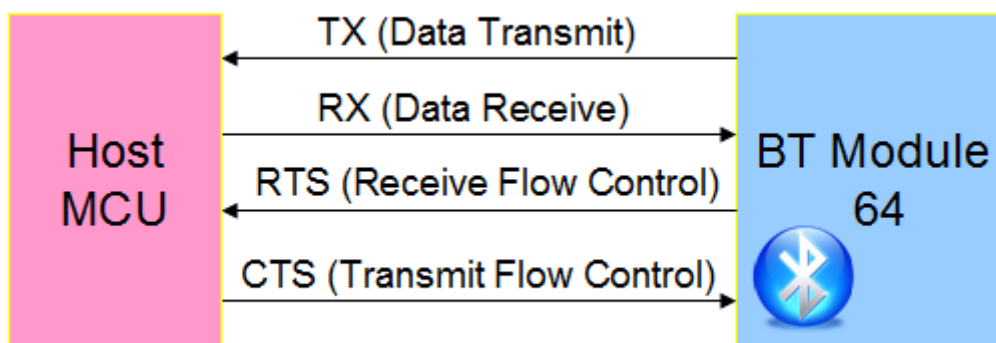 TX (Data Transmit)
RX (Data Receive)
Host
MCU
BT Module
64
RTS (Receive Flow Control)
CTS (Transmit Flow Control)